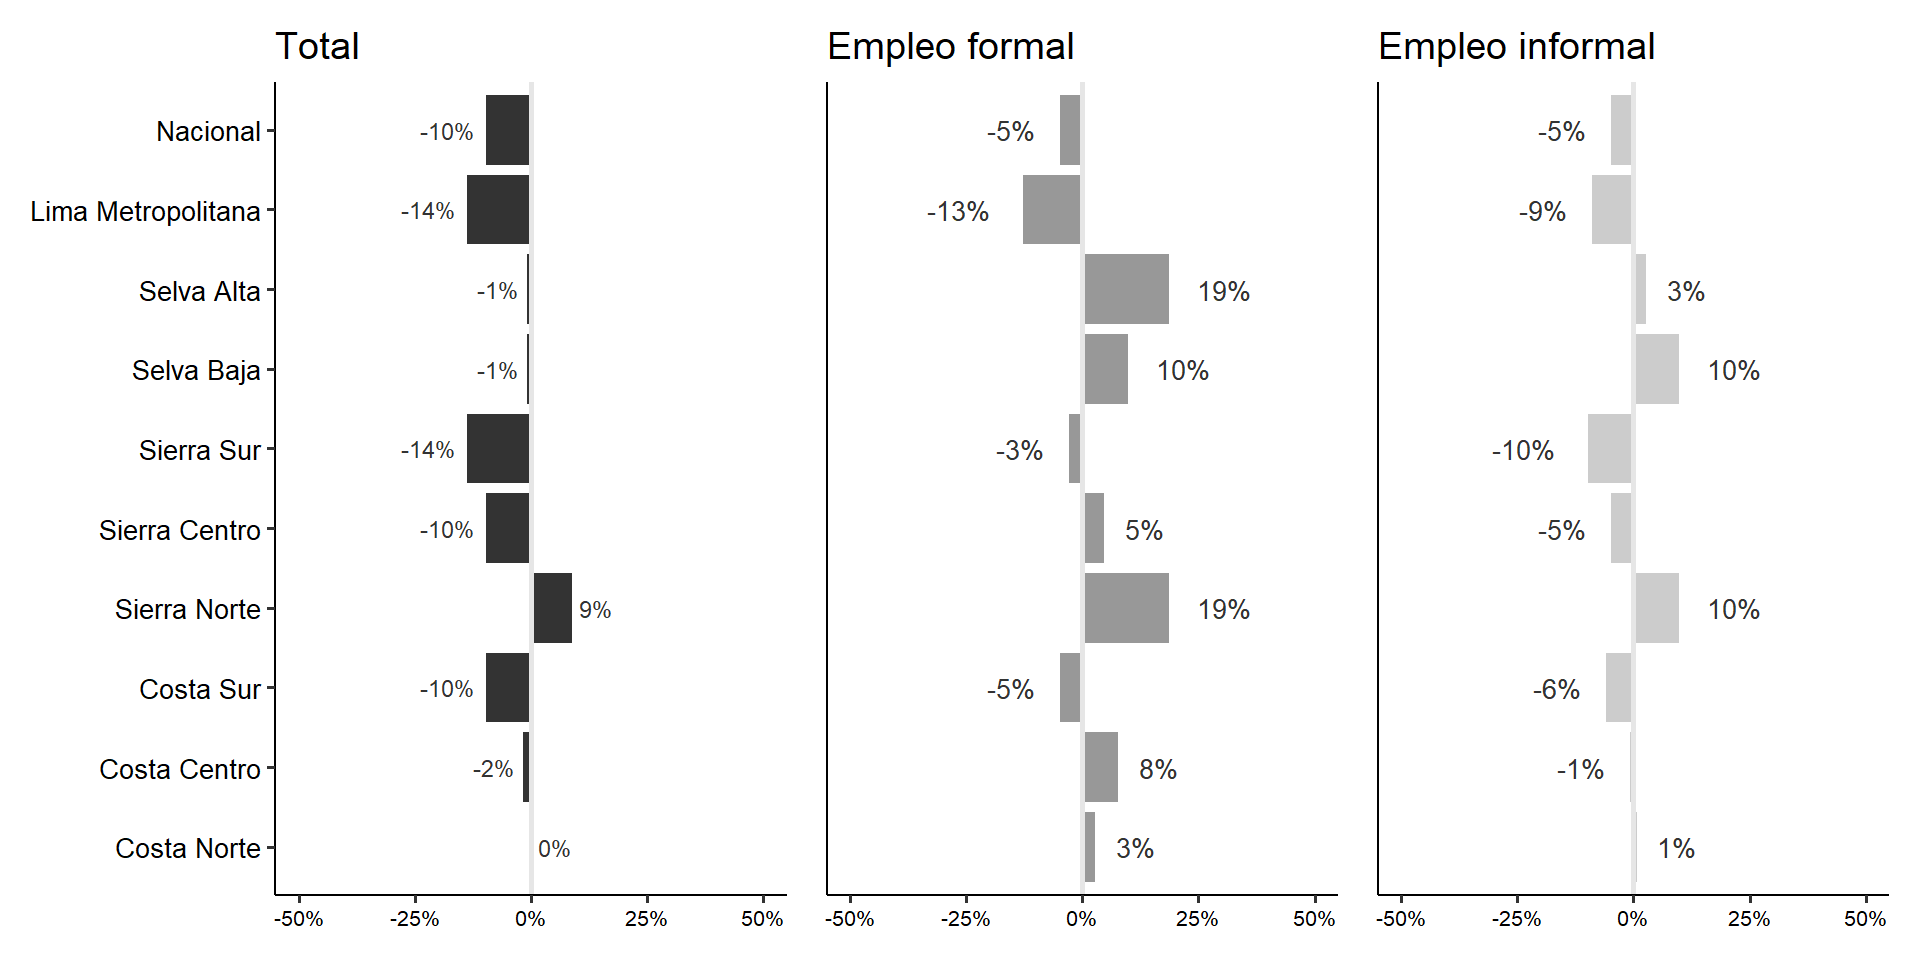 Total Empleo formal Empleo informal
Nacional -10% -5% -5%
Lima Metropolitana -14% -13% -9%
Selva Alta -1% 19% 3%
Selva Baja -1% 10% 10%
Sierra Sur -14% -3% -10%
Sierra Centro -10% 5% -5%
Sierra Norte 9% 19% 10%
Costa Sur -10% -5% -6%
Costa Centro -2% 8% -1%
Costa Norte 0% 3% 1%
-50% -25% 0% 25% 50% -50% -25% 0% 25% 50% -50% -25% 0% 25% 50%